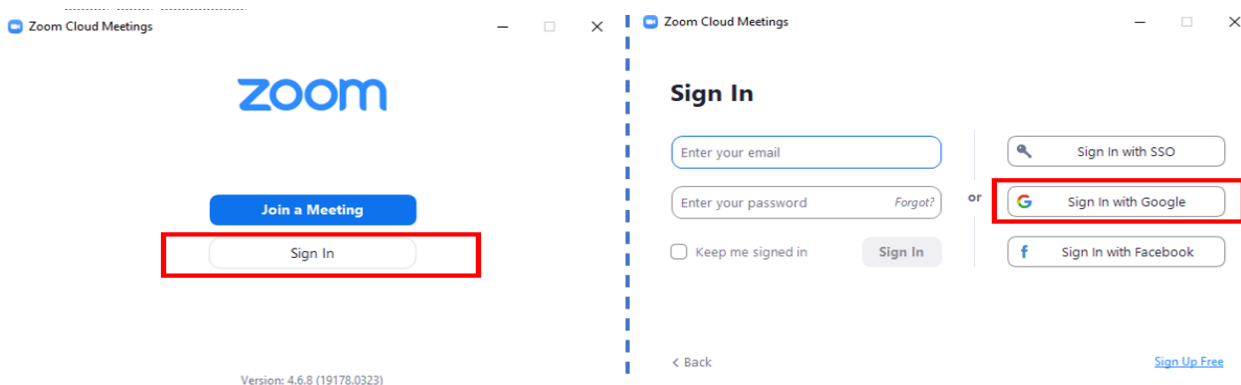 Zoom Cloud Meetings
zoom
Join a Meeting
Sign In
Version: 4.6.8 (19178.0323)
Zoom Cloud Meetings
Sign In
Enter your email
Enter your password Forgot?
Keep me signed in Sign In
or
Sign In with SSO
Sign In with Google
Sign In with Facebook
< Back
Sign Up Free